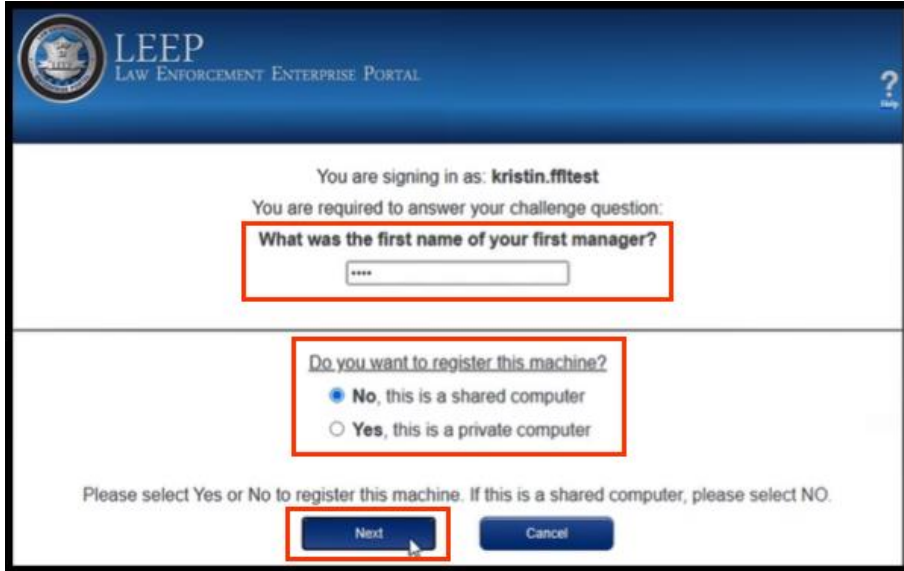 LEEP
LAW ENFORCEMENT ENTERPRISE PORTAL
?
Help
You are signing in as: kristin.ffltest
You are required to answer your challenge question:
What was the first name of your first manager?
••••
Do you want to register this machine?
No, this is a shared computer
Yes, this is a private computer
Please select Yes or No to register this machine. If this is a shared computer, please select NO.
Next
Cancel